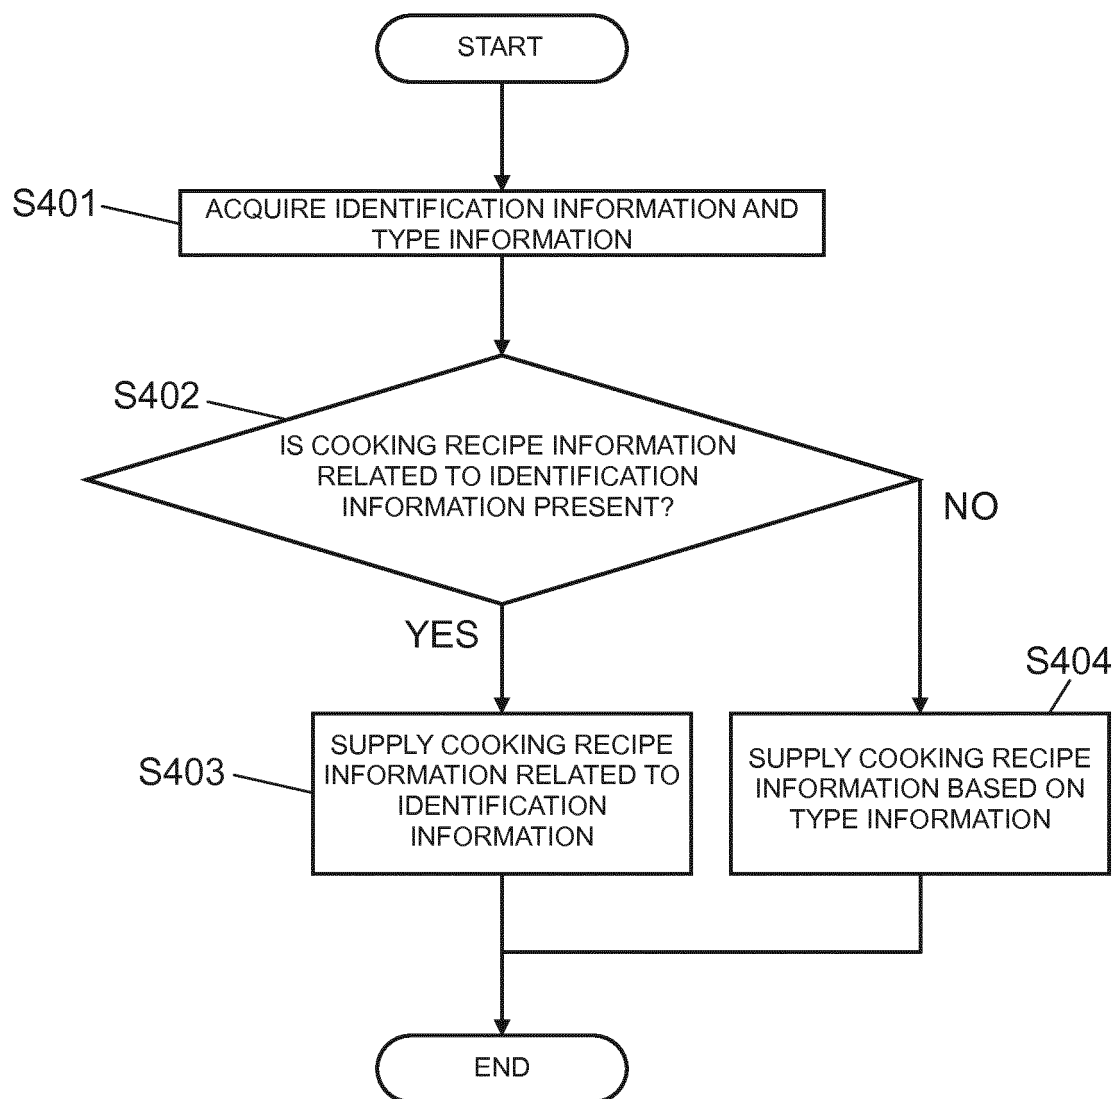 START
S401
ACQUIRE IDENTIFICATION INFORMATION AND
TYPE INFORMATION
S402
IS COOKING RECIPE INFORMATION
RELATED TO IDENTIFICATION
INFORMATION PRESENT?
NO
YES
S403
SUPPLY COOKING RECIPE
INFORMATION RELATED TO
IDENTIFICATION
INFORMATION
S404
SUPPLY COOKING RECIPE
INFORMATION BASED ON
TYPE INFORMATION
END